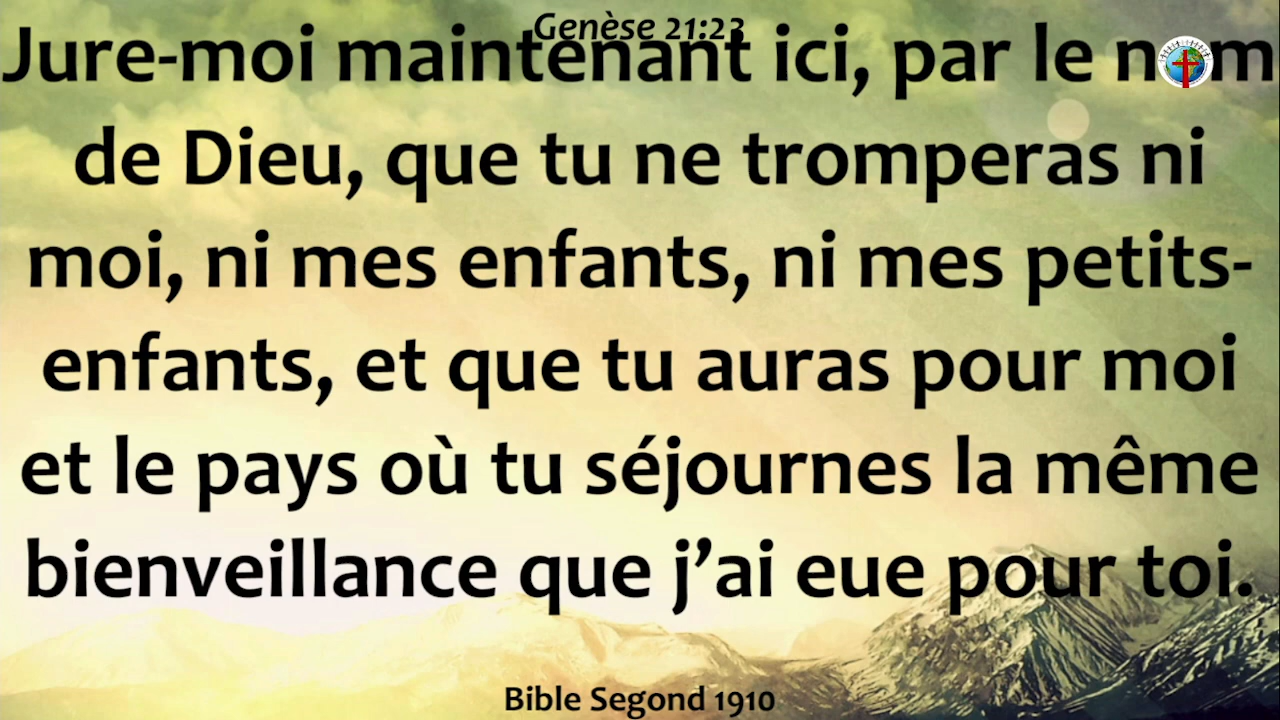 Genèse 21:23
Jure-moi maintenant ici, par le nom
de Dieu, que tu ne tromperas ni
moi, ni mes enfants, ni mes petits-
enfants, et que tu auras pour moi
et le pays où tu séjournes la même
bienveillance que j’ai eue pour toi.
Bible Segond 1910